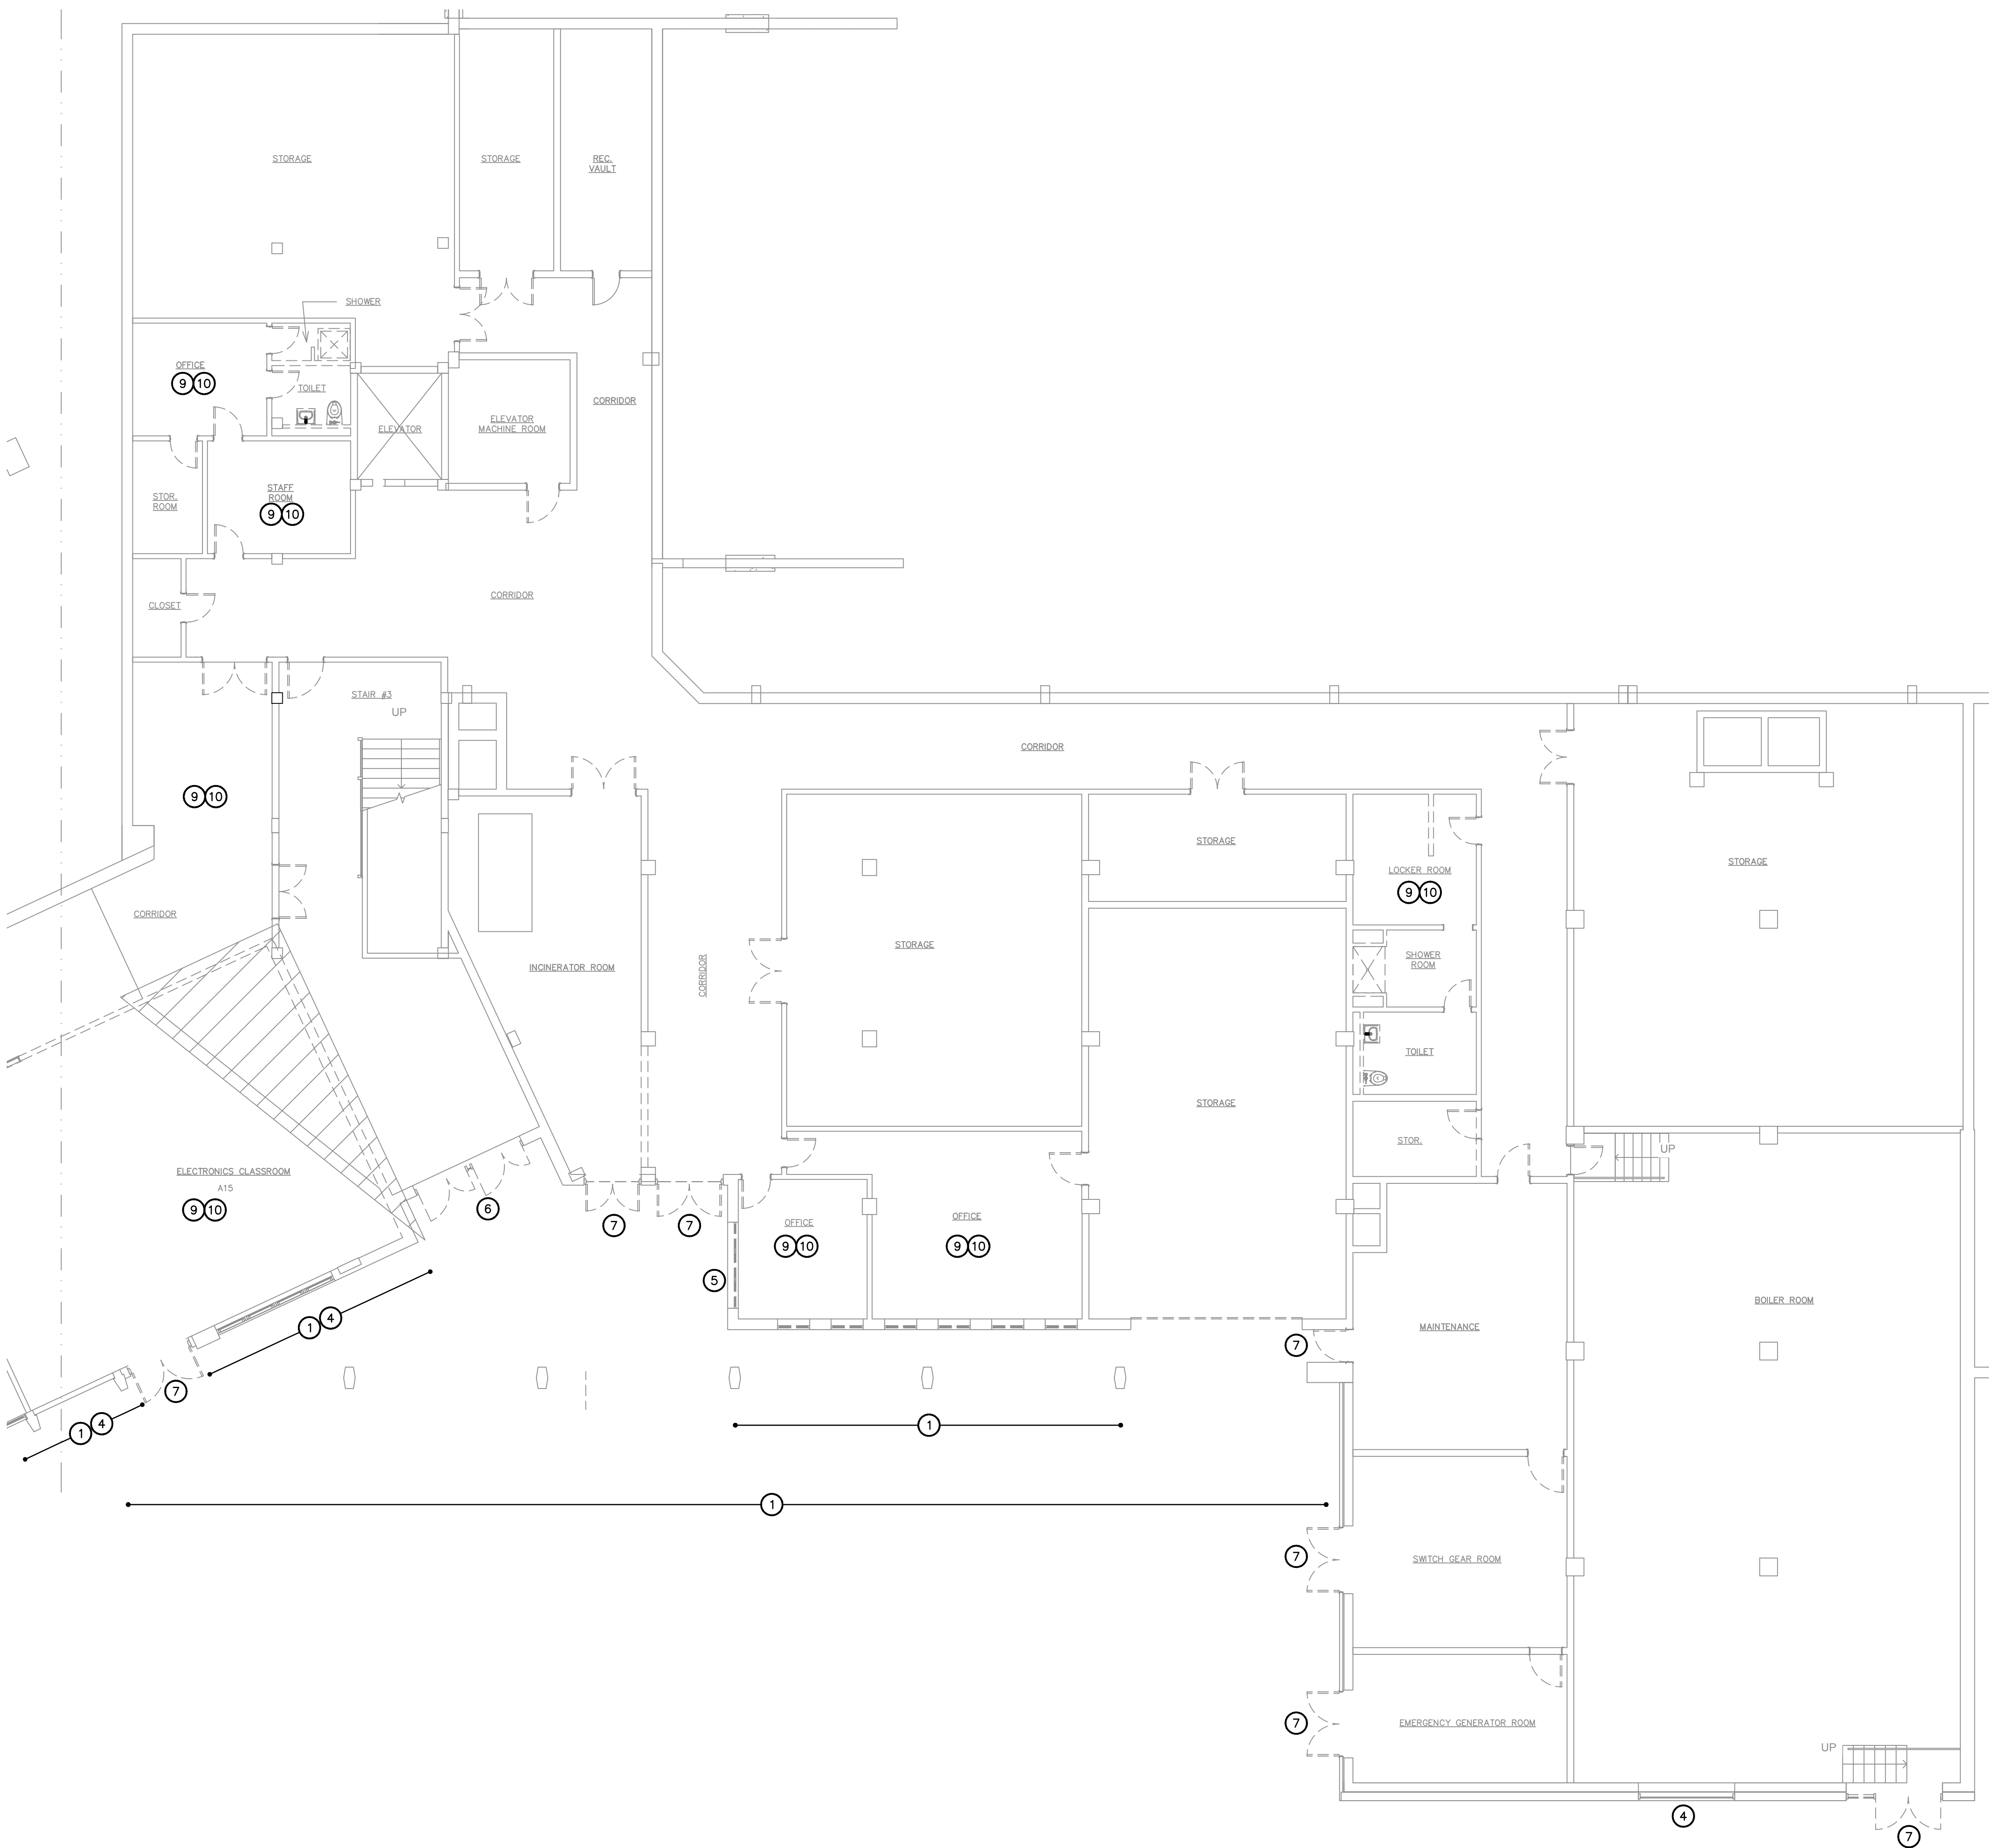 STORAGE
STORAGE
REC.
VAULT
SHOWER
OFFICE
9 10
TOILET
ELEVATOR
ELEVATOR
MACHINE ROOM
CORRIDOR
STOR.
ROOM
STAFF
ROOM
9 10
CLOSET
CORRIDOR
STAIR #3
UP
CORRIDOR
9 10
STORAGE
STORAGE
LOCKER ROOM
9 10
CORRIDOR
STORAGE
SHOWER
ROOM
INCINERATOR ROOM
CORRIDOR
TOILET
STORAGE
STOR.
UP
ELECTRONICS CLASSROOM
A15
9 10
6
7
7
OFFICE
9 10
OFFICE
9 10
5
BOILER ROOM
1 4
MAINTENANCE
7
7
1 4
1
1
7
SWITCH GEAR ROOM
7
EMERGENCY GENERATOR ROOM
UP
4
7